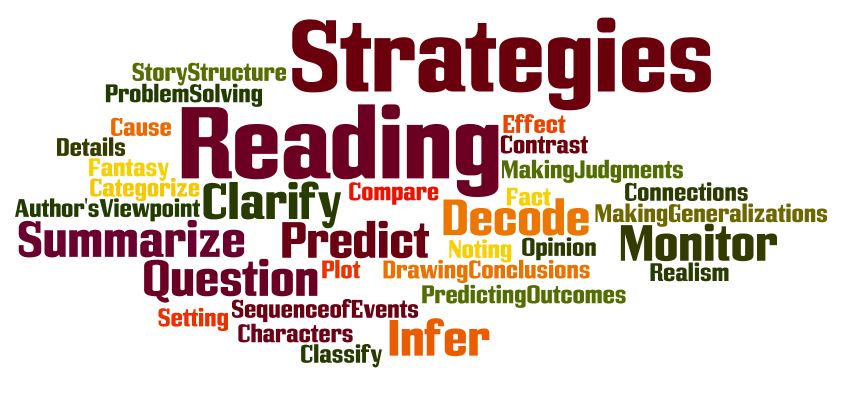 Strategies
StoryStructure
ProblemSolving
Reading
Cause
Effect
Details
Contrast
Fantasy
MakingJudgments
Categorize
Clarify
Compare
Fact
Connections
Author'sViewpoint
Decode
MakingGeneralizations
Summarize
Predict
Noting
Opinion
Monitor
Question
Plot
DrawingConclusions
Realism
PredictingOutcomes
Setting
SequenceofEvents
Characters
Infer
Classify